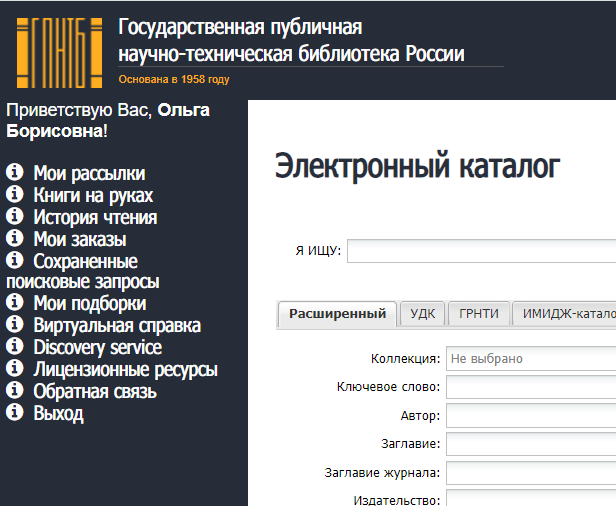 ГПНТБ
Государственная публичная
научно-техническая библиотека России
Основана в 1958 году
Приветствую Вас, Ольга
Борисовна!
Мои рассылки
Книги на руках
История чтения
Мои заказы
Сохраненные
поисковые запросы
Мои подборки
Виртуальная справка
Discovery service
Лицензионные ресурсы
Обратная связь
Выход
Электронный каталог
Я ИЩУ:
Расширенный УДК ГРНТИ ИМИДЖ-катало
Коллекция: Не выбрано
Ключевое слово:
Автор:
Заглавие:
Заглавие журнала:
Издательство: